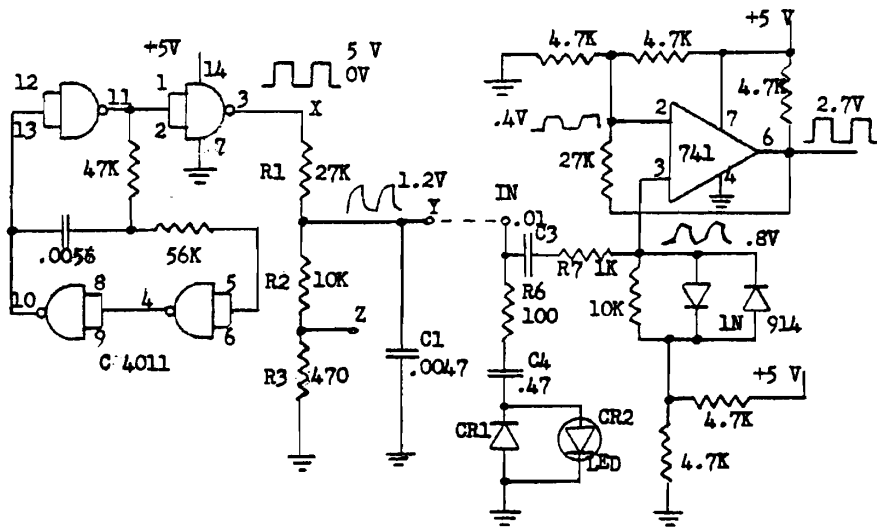 +5V
14
5 V
0V
12
13
11
1
2
3
7
X
47K
R1
27K
1.2V
Y
.0056
56K
10
8
9
4
5
6
C 4011
R2
10K
Z
R3
470
C1
.0047
IN
.01
C3
R7
1K
R6
100
C4
.47
CR1
CR2
LED
+5 V
4.7K
4.7K
4.7K
.4V
2
7
6
2.7V
27K
741
3
4
.8V
10K
1N
914
+5 V
4.7K
4.7K